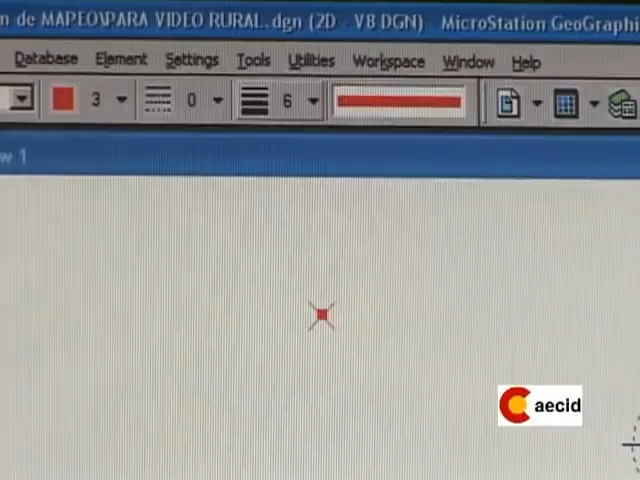 n de MAPEO\PARA VIDEO RURAL.dgn (2D - V8 DGN) - MicroStation GeoGraphi
Database Element Settings Tools Utilities Workspace Window Help
3 0 6
w 1
aecid